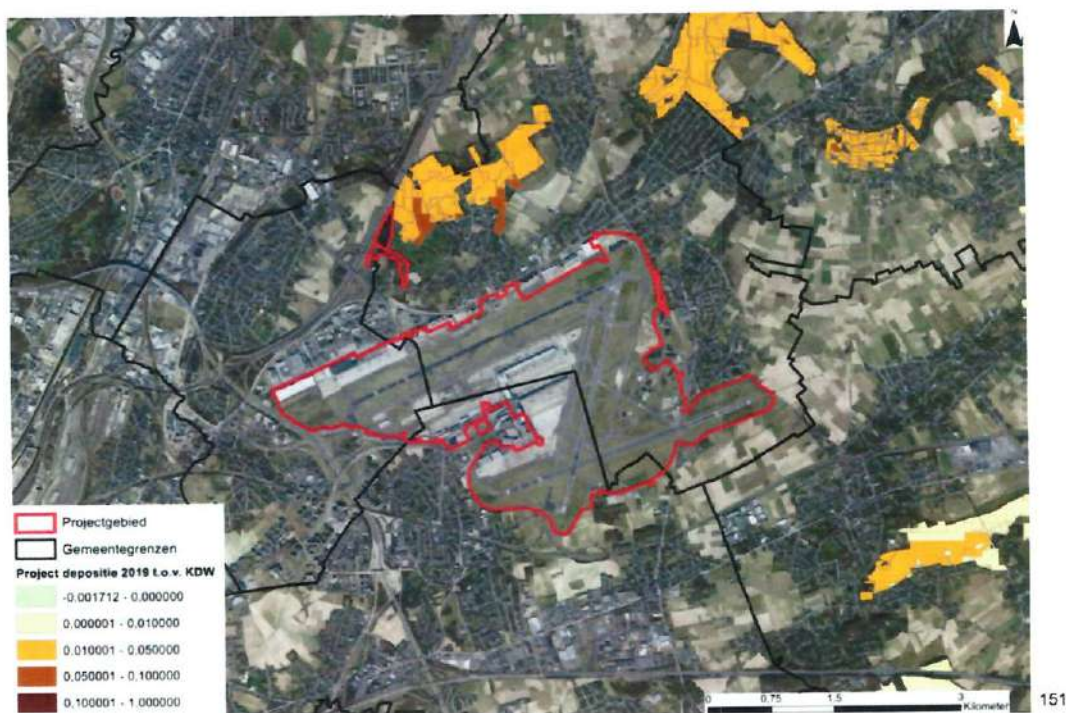 N
Projectgebied
Gemeentegrenzen
Project depositie 2019 t.o.v. KDW
-0.001712 - 0.000000
0.000001 - 0.010000
0.010001 - 0.050000
0.050001 - 0.100000
0.100001 - 1.000000
0 0.75 1.5 3
Kilometer
151